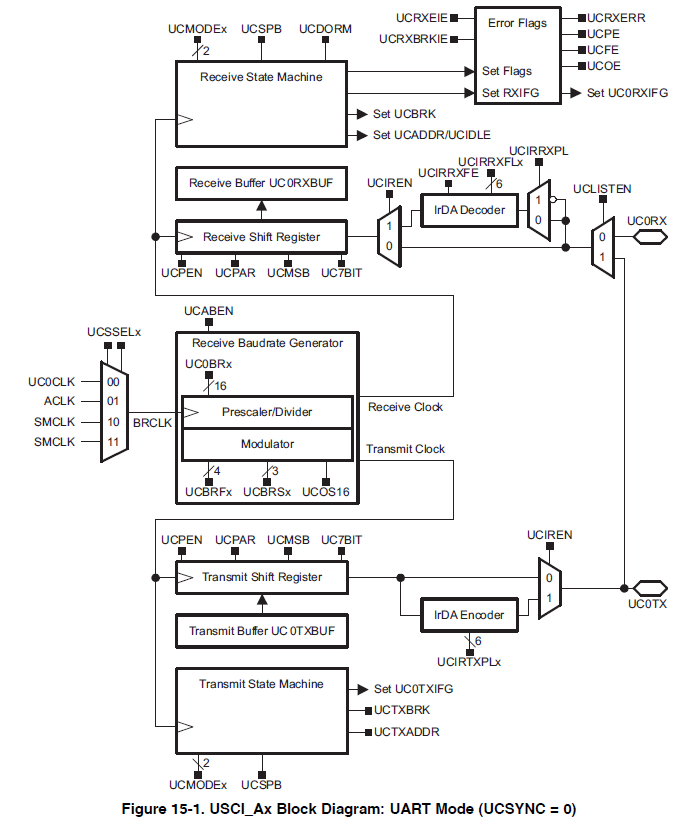 UCMODEx UCSPB UCDORM
2
Receive State Machine
UCRXEIE
UCRXBRKIE
Error Flags
Set Flags
Set RXIFG
UCRXERR
UCPE
UCFE
UCOE
Set UC0RXIFG
Set UCBRK
Set UCADDR/UCIDLE
Receive Buffer UC0RXBUF
Receive Shift Register
UCPEN UCPAR UCMSB UC7BIT
UCIREN
1
0
UCIRRXFE
UCIRRXFLx
6
IrDA Decoder
UCIRRXPL
1
0
UCLISTEN
0
1
UC0RX
UCABEN
Receive Baudrate Generator
UC0BRx
16
Prescaler/Divider
Modulator
4
3
UCBRFx UCBRSx UCOS16
UCSSELx
UC0CLK 00
ACLK 01
SMCLK 10
SMCLK 11
BRCLK
Receive Clock
Transmit Clock
UCPEN UCPAR UCMSB UC7BIT
Transmit Shift Register
Transmit Buffer UC0TXBUF
IrDA Encoder
6
UCIRTXPLx
UCIREN
0
1
UC0TX
Transmit State Machine
Set UC0TXIFG
UCTXBRK
UCTXADDR
2
UCMODEx UCSPB
Figure 15-1. USCI_Ax Block Diagram: UART Mode (UCSYNC = 0)